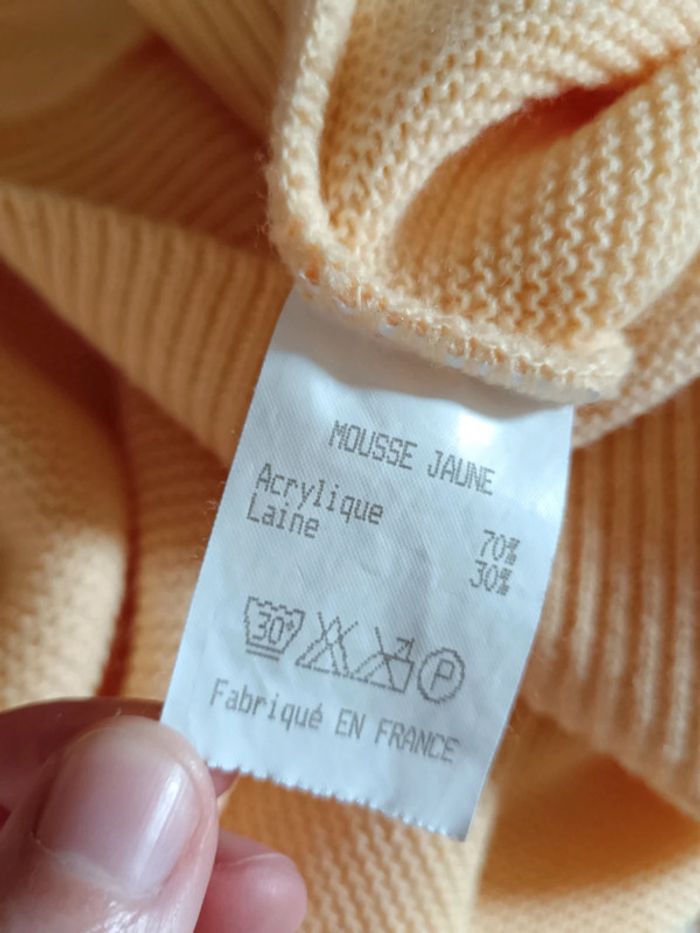 MOUSSE JAUNE
Acrylique 70%
Laine 30%
30°
P
Fabriqué EN FRANCE